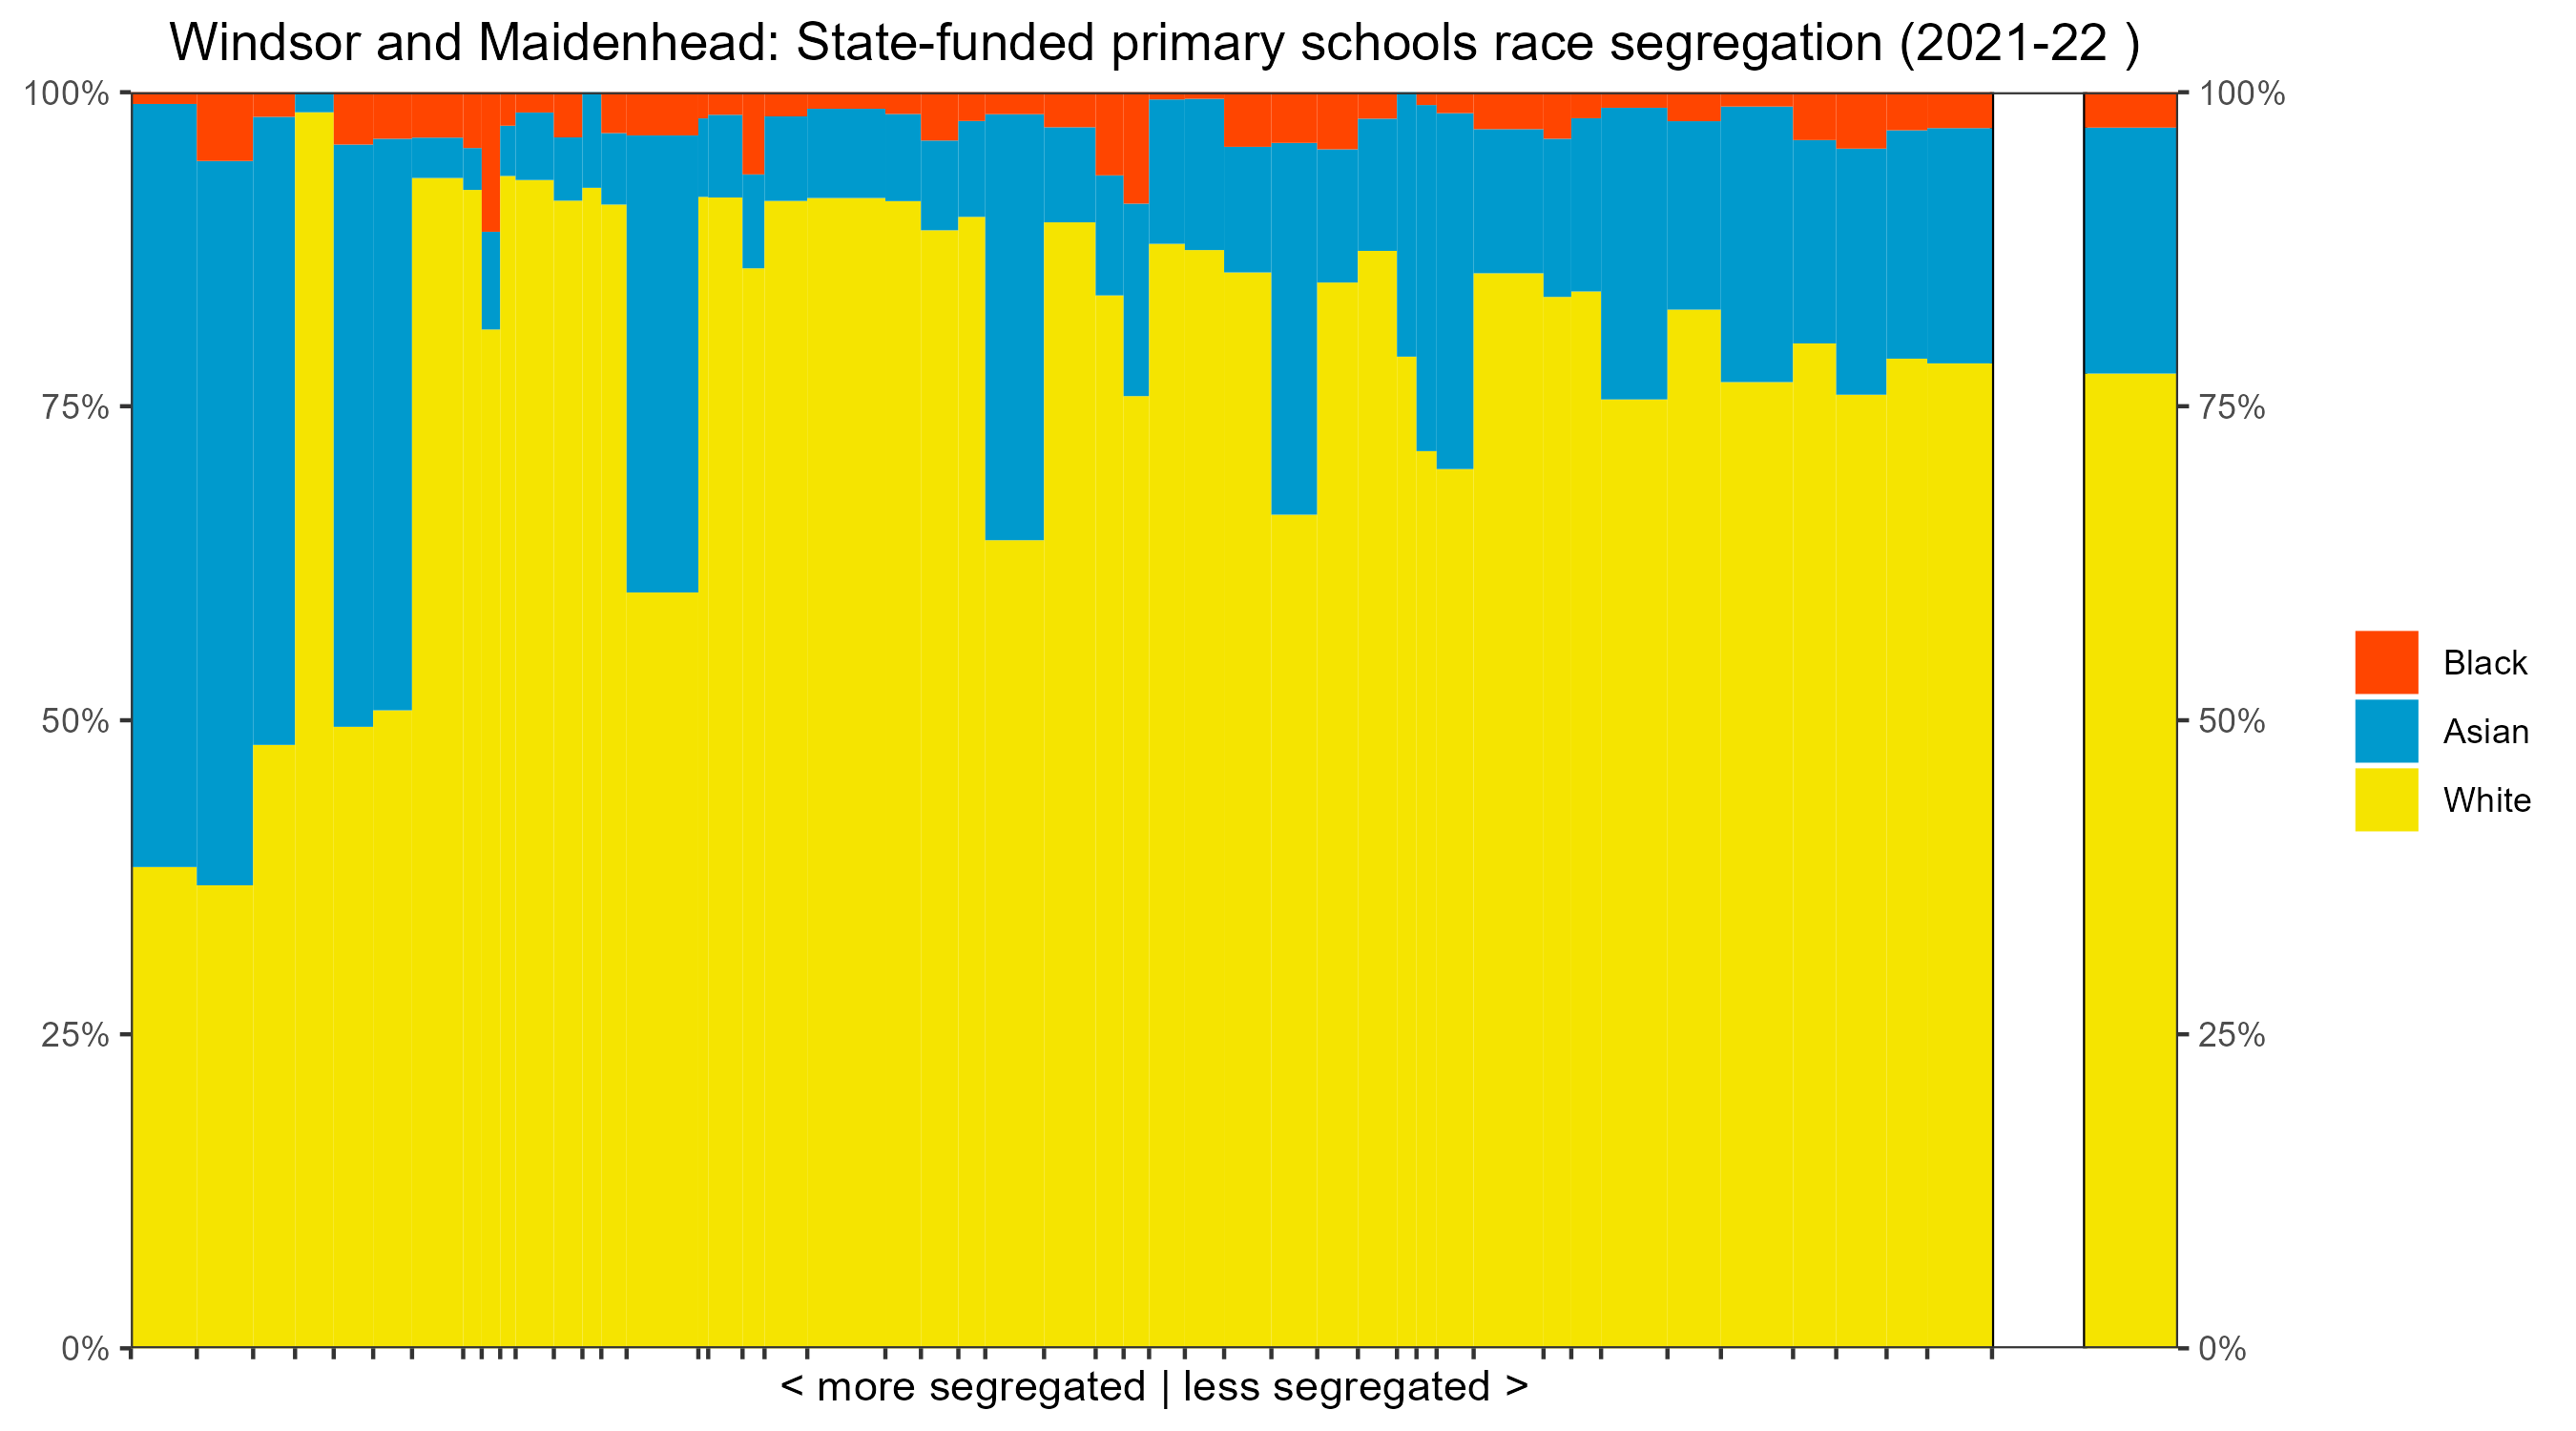 Windsor and Maidenhead: State-funded primary schools race segregation (2021-22 )
100%
100%
75%
75%
50%
50%
25%
25%
0%
0%
Black
Asian
White
< more segregated | less segregated >